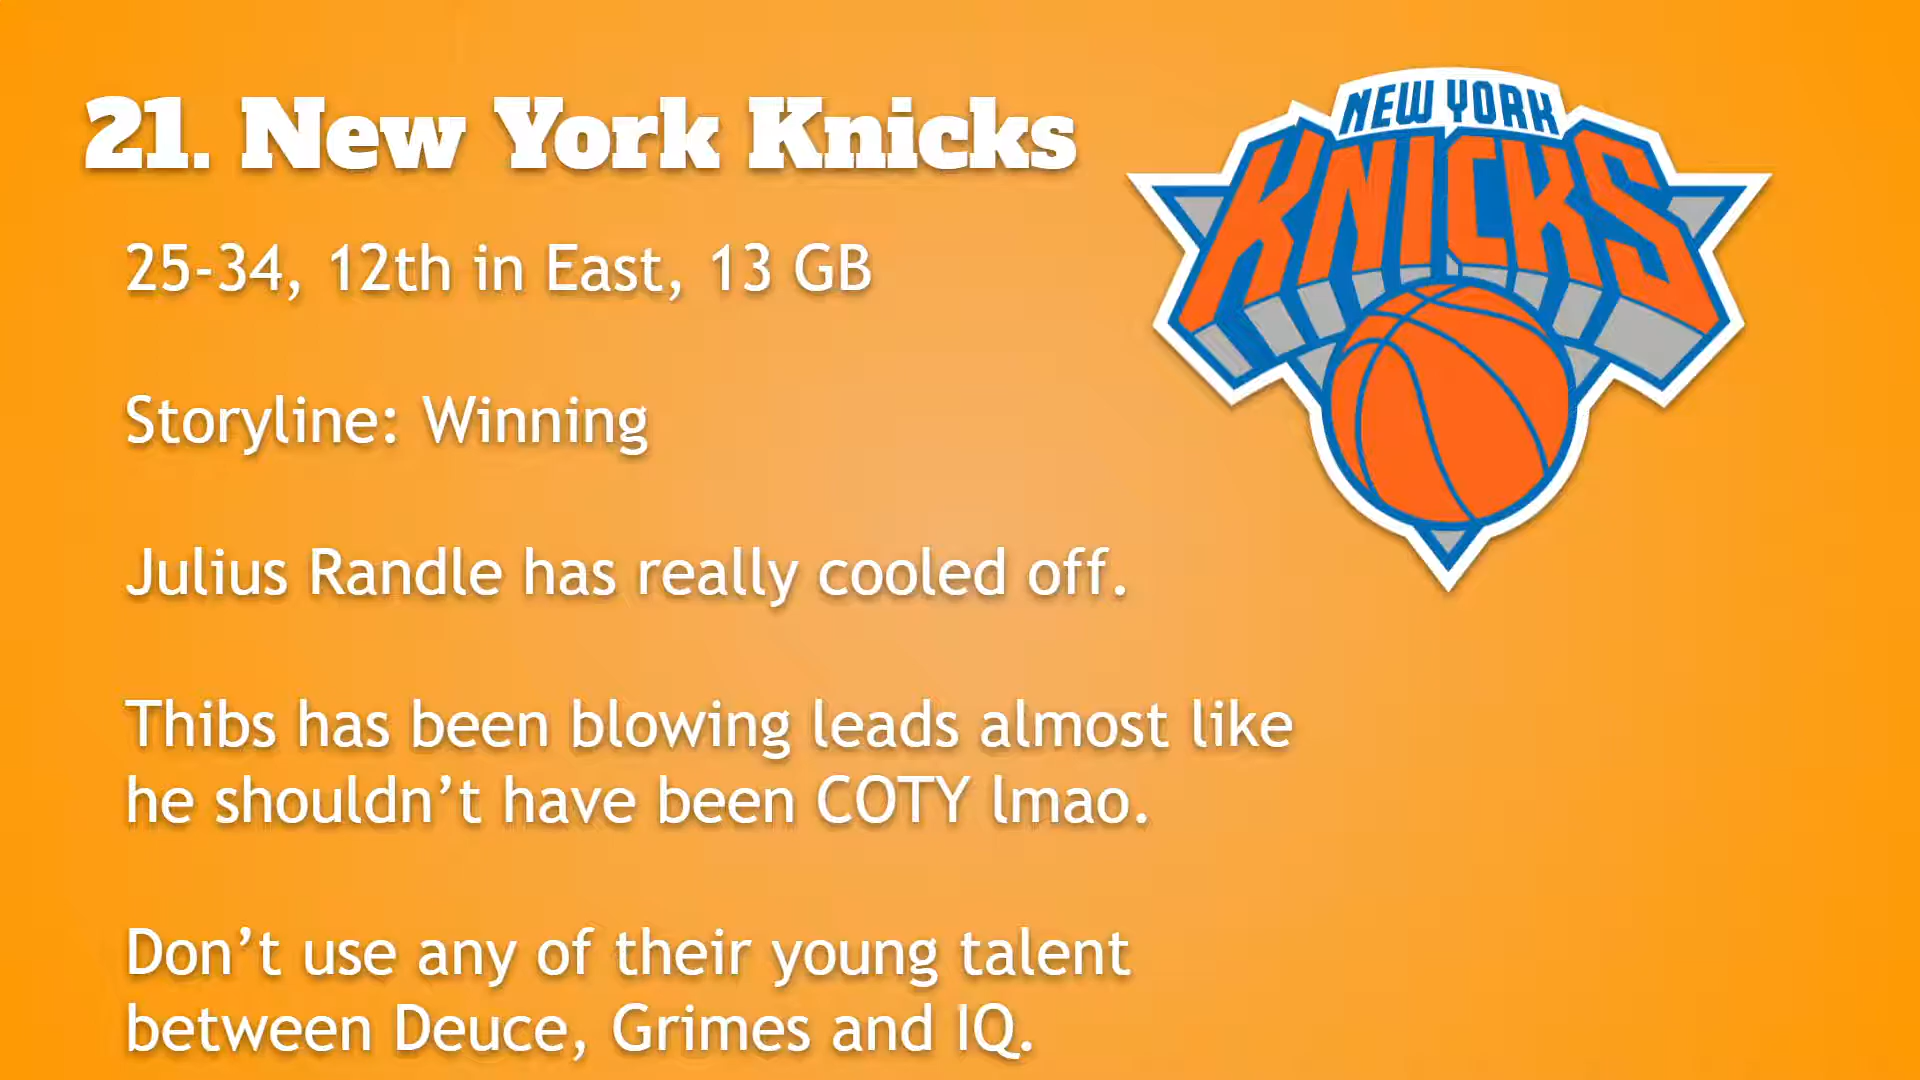 21. New York Knicks
NEW YORK
KNICKS
25-34, 12th in East, 13 GB
Storyline: Winning
Julius Randle has really cooled off.
Thibs has been blowing leads almost like
he shouldn’t have been COTY lmao.
Don’t use any of their young talent
between Deuce, Grimes and IQ.